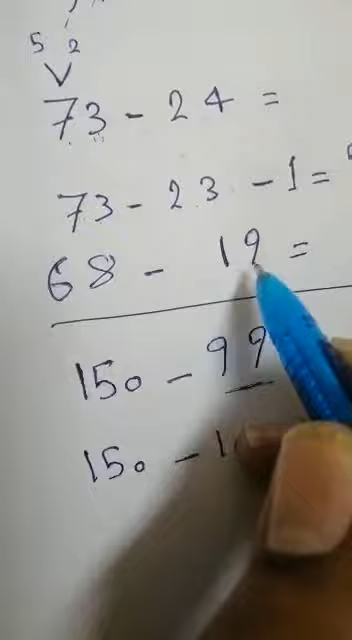 5 2
73 - 24 =
73 - 23 - 1 =
68 - 19 =
150 - 99
150 - 1